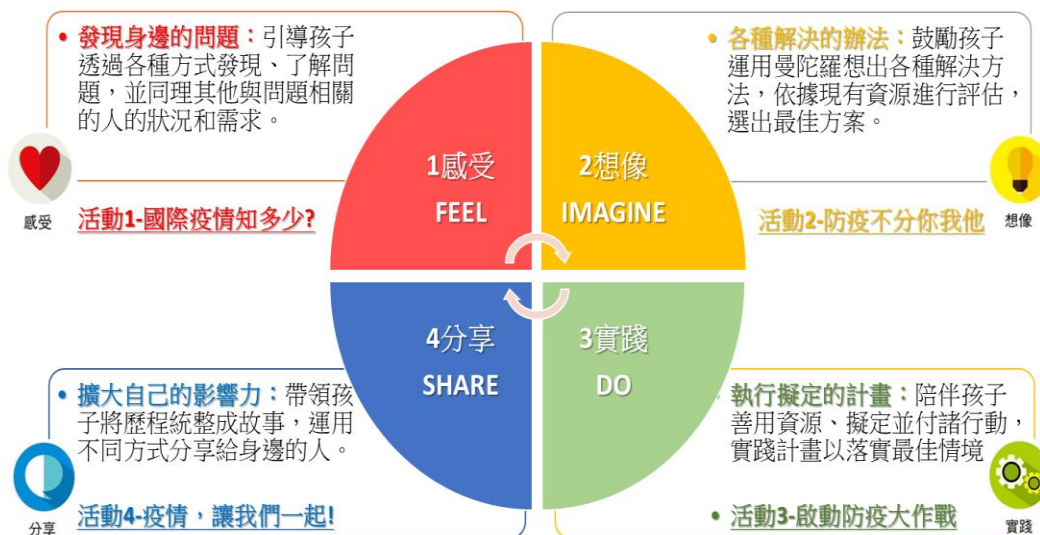 • 發現身邊的問題：引導孩子
透過各種方式發現、了解問
題，並同理其他與問題相關
的人的狀況和需求。
感受
活動1-國際疫情知多少?
1感受
FEEL
2想像
IMAGINE
• 各種解決的辦法：鼓勵孩子
運用曼陀羅想出各種解決方
法，依據現有資源進行評估，
選出最佳方案。
活動2-防疫不分你我他
想像
4分享
SHARE
3實踐
DO
• 擴大自己的影響力：帶領孩
子將歷程統整成故事，運用
不同方式分享給身邊的人。
分享
活動4-疫情，讓我們一起!
• 執行擬定的計畫：陪伴孩子
善用資源、擬定並付諸行動，
實踐計畫以落實最佳情境
• 活動3-啟動防疫大作戰
實踐